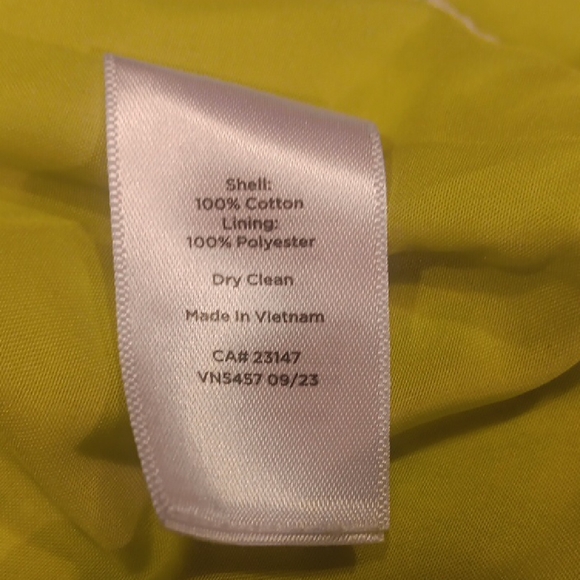 Shell:
100% Cotton
Lining:
100% Polyester
Dry Clean
Made In Vietnam
CA# 23147
VN5457 09/23